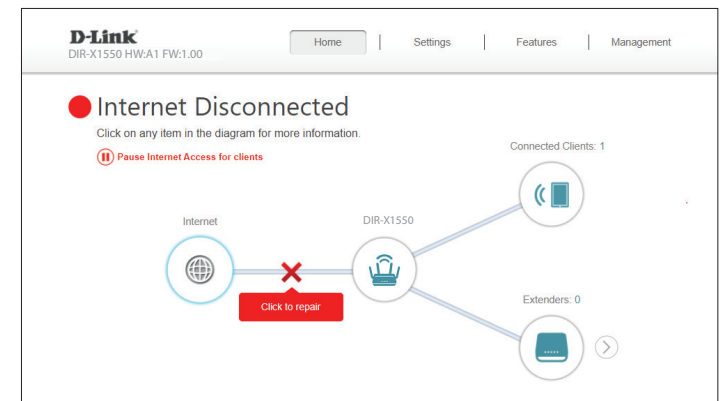 D-Link
DIR-X1550 HW:A1 FW:1.00
Home
Settings
Features
Management
Internet Disconnected
Click on any item in the diagram for more information.
Pause Internet Access for clients
Connected Clients: 1
Internet
DIR-X1550
Click to repair
Extenders: 0